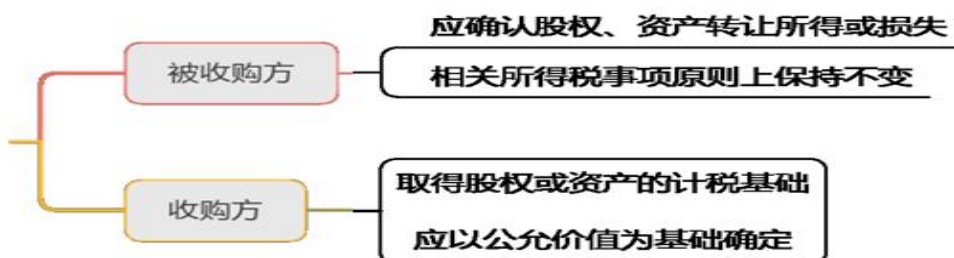 应确认股权、资产转让所得或损失
被收购方
相关所得税事项原则上保持不变
取得股权或资产的计税基础
收购方
应以公允价值为基础确定